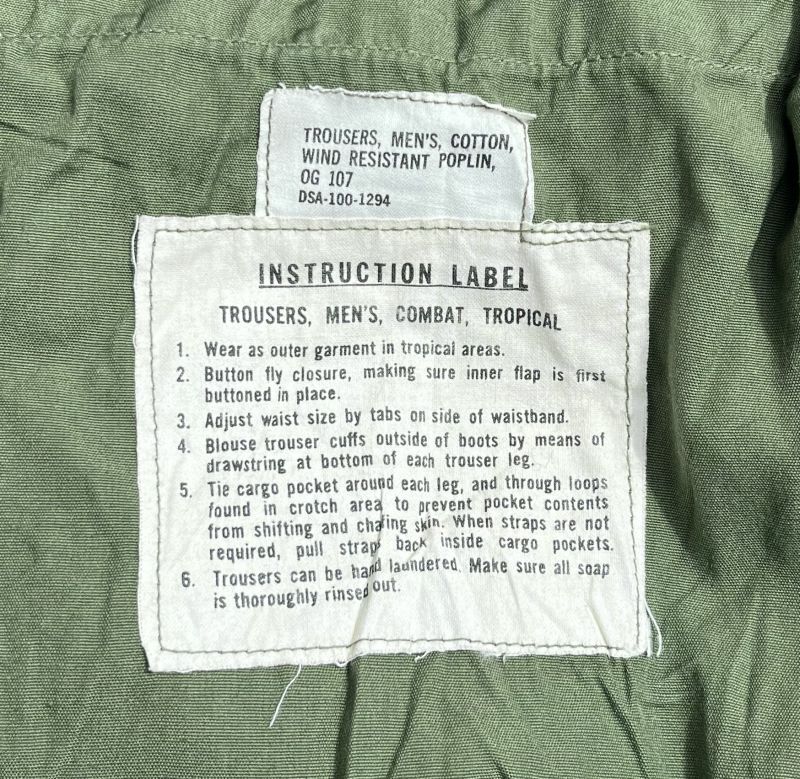 TROUSERS, MEN'S, COTTON,
WIND RESISTANT POPLIN,
OG 107
DSA-100-1294
INSTRUCTION LABEL
TROUSERS, MEN'S, COMBAT, TROPICAL
1. Wear as outer garment in tropical areas.
2. Button fly closure, making sure inner flap is first
buttoned in place.
3. Adjust waist size by tabs on side of waistband.
4. Blouse trouser cuffs outside of boots by means of
drawstring at bottom of each trouser leg.
5. Tie cargo pocket around each leg, and through loops
found in crotch area to prevent pocket contents
from shifting and chafing skin. When straps are not
required, pull straps back inside cargo pockets.
6. Trousers can be hand laundered. Make sure all soap
is thoroughly rinsed out.